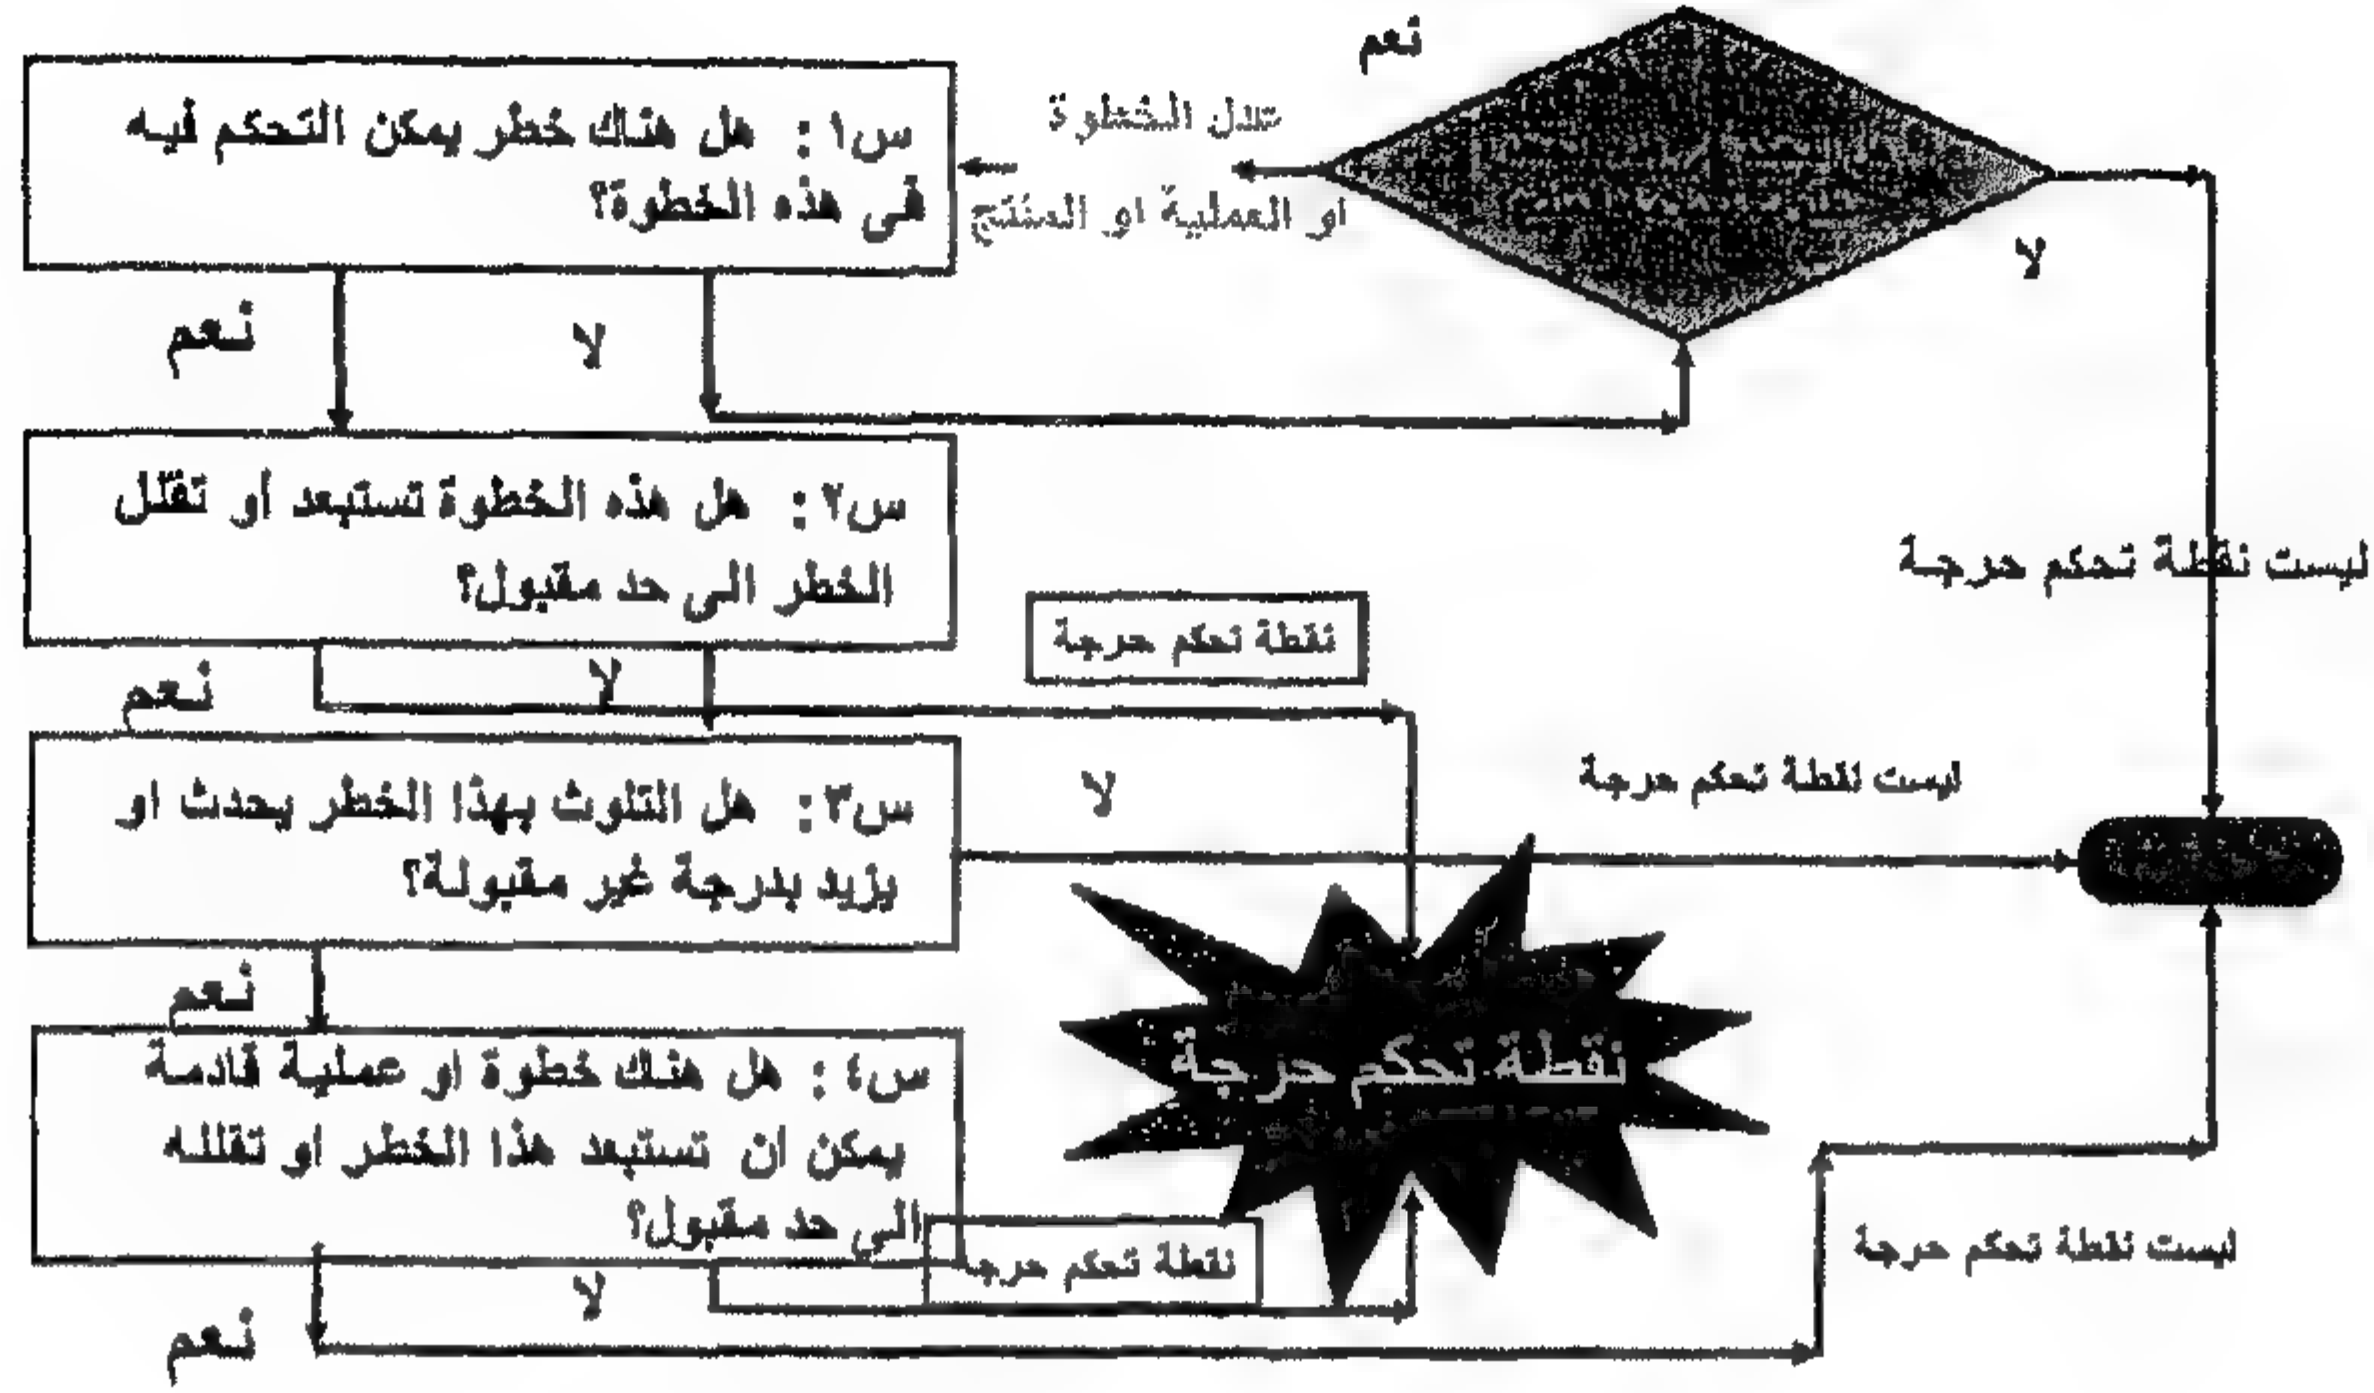 نعم
س١: هل هناك خطر يمكن التحكم فيه
فى هذه الخطوة؟
تعدل الخطوة
او العملية او المنتج
لا
نعم
لا
س٢: هل هذه الخطوة تستبعد او تقلل
الخطر الى حد مقبول؟
ليست نقطة تحكم حرجة
نقطة تحكم حرجة
نعم
لا
س٣: هل التلوث بهذا الخطر يحدث او
يزيد بدرجة غير مقبولة؟
لا
ليست نقطة تحكم حرجة
نعم
نقطة تحكم حرجة
س٤: هل هناك خطوة او عملية قادمة
يمكن ان تستبعد هذا الخطر او تقلله
الى حد مقبول؟
نقطة تحكم حرجة
ليست نقطة تحكم حرجة
لا
نعم